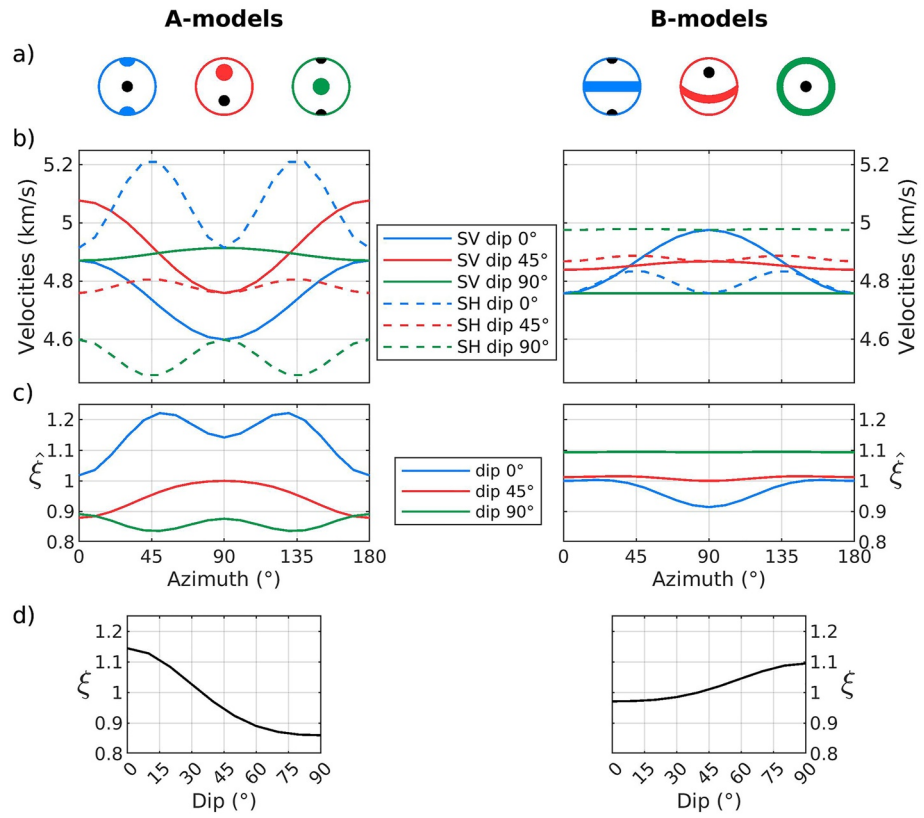 A-models B-models
a)
b)
Velocities (km/s) 5.2 5 4.8 4.6
SV dip 0°
SV dip 45°
SV dip 90°
SH dip 0°
SH dip 45°
SH dip 90°
5.2 5 4.8 4.6 Velocities (km/s)
c)
ξ̂ 1.2 1.1 1 0.9 0.8
0 45 90 135 180
Azimuth (°)
dip 0°
dip 45°
dip 90°
1.2 1.1 1 0.9 0.8 ξ̂
0 45 90 135 180
Azimuth (°)
d)
ξ 1.2 1.1 1 0.9 0.8
0 15 30 45 60 75 90
Dip (°)
1.2 1.1 1 0.9 0.8 ξ
0 15 30 45 60 75 90
Dip (°)